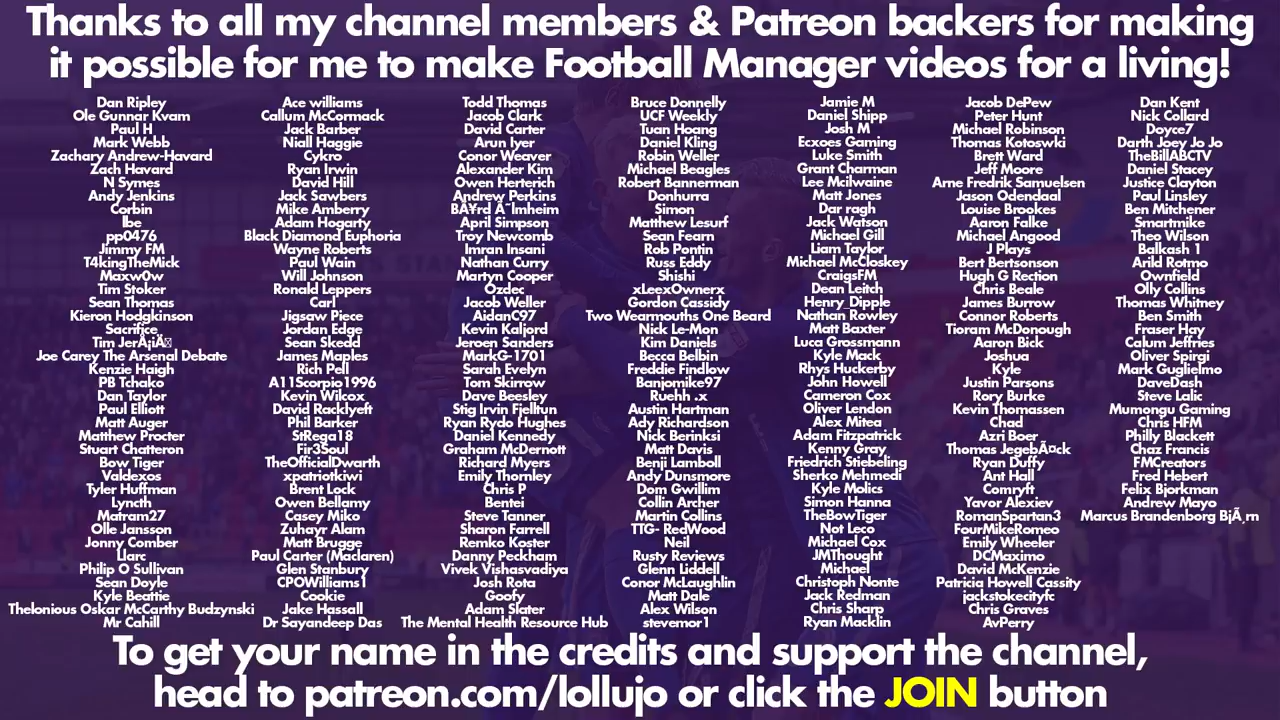 Thanks to all my channel members & Patreon backers for making
it possible for me to make Football Manager videos for a living!
Dan Ripley
Ole Gunnar Kvam
Paul H
Mark Webb
Zachary Andrew-Havard
Zach Havard
N Symes
Andy Jenkins
Corbin
Ibe
pp0476
Jimmy FM
T4kingTheMick
Maxw0w
Tim Stoker
Sean Thomas
Kieron Hodgkinson
Sacrifice
Tim JerÃ¡iÄ
Joe Carey The Arsenal Debate
Kenzie Haigh
PB Tchako
Dan Taylor
Paul Elliott
Matt Auger
Matthew Procter
Stuart Chatteron
Bow Tiger
Valdexos
Tyler Huffman
Lyncth
Matram27
Olle Jansson
Jonny Comber
Llarc
Philip O Sullivan
Sean Doyle
Kyle Beattie
Thelonious Oskar McCarthy Budzynski
Mr Cahill
Ace williams
Callum McCormack
Jack Barber
Niall Haggie
Cykro
Ryan Irwin
David Hill
Jack Sawbers
Mike Amberry
Adam Hogarty
Black Diamond Euphoria
Wayne Roberts
Paul Wain
Will Johnson
Ronald Leppers
Carl
Jigsaw Piece
Jordan Edge
Sean Skedd
James Maples
Rich Pell
A11Scorpio1996
Kevin Wilcox
David Racklyeft
Phil Barker
StRega18
Fir3Soul
TheOfficialDwarth
xpatriotkiwi
Brent Lock
Owen Bellamy
Casey Miko
Zuhayr Alam
Matt Brugge
Paul Carter (Maclaren)
Glen Stanbury
CPOWilliams1
Cookie
Jake Hassall
Dr Sayandeep Das
Todd Thomas
Jacob Clark
David Carter
Arun Iyer
Conor Weaver
Alexander Kim
Owen Herterich
Andrew Perkins
BÃ¥rd Ã˜lmheim
April Simpson
Troy Newcomb
Imran Insani
Nathan Curry
Martyn Cooper
Ozdec
Jacob Weller
AidanC97
Kevin Kaljord
Jeroen Sanders
MarkG-1701
Sarah Evelyn
Tom Skirrow
Dave Beesley
Stig Irvin Fjelltun
Ryan Rydo Hughes
Daniel Kennedy
Graham McDernott
Richard Myers
Emily Thornley
Chris P
Bentei
Steve Tanner
Sharon Farrell
Remko Koster
Danny Peckham
Vivek Vishasvadiya
Josh Rota
Goofy
Adam Slater
The Mental Health Resource Hub
Bruce Donnelly
UCF Weekly
Tuan Hoang
Daniel Kling
Robin Weller
Michael Beagles
Robert Bannerman
Donhurra
Simon
Matthew Lesurf
Sean Fearn
Rob Pontin
Russ Eddy
Shishi
xLeexOwnerx
Gordon Cassidy
Two Wearmouths One Beard
Nick Le-Mon
Kim Daniels
Becca Belbin
Freddie Findlow
Banjomike97
Ruehh .x
Austin Hartman
Ady Richardson
Nick Berinksi
Matt Davis
Benji Lamboll
Andy Dunsmore
Dom Gwillim
Collin Archer
Martin Collins
TTG- RedWood
Neil
Rusty Reviews
Glenn Liddell
Conor McLaughlin
Matt Dale
Alex Wilson
stevemor1
Jamie M
Daniel Shipp
Josh M
Ecxoes Gaming
Luke Smith
Grant Charman
Lee Mcilwaine
Matt Jones
Dar ragh
Jack Watson
Michael Gill
Liam Taylor
Michael McCloskey
CraigsFM
Dean Leitch
Henry Dipple
Nathan Rowley
Matt Baxter
Luca Grossmann
Kyle Mack
Rhys Huckerby
John Howell
Cameron Cox
Oliver Lendon
Alex Mitea
Adam Fitzpatrick
Kenny Gray
Friedrich Stiebeling
Sherko Mehmedi
Kyle Molics
Simon Hanna
TheBowTiger
Not Leco
Michael Cox
JMThought
Michael
Christoph Nonte
Jack Redman
Chris Sharp
Ryan Macklin
Jacob DePew
Peter Hunt
Michael Robinson
Thomas Kotoswki
Brett Ward
Jeff Moore
Arne Fredrik Samuelsen
Jason Odendaal
Louise Brookes
Aaron Falke
Michael Angood
J Plays
Bert Bertsonson
Hugh G Rection
Chris Beale
James Burrow
Connor Roberts
Tioram McDonough
Aaron Bick
Joshua
Kyle
Justin Parsons
Rory Burke
Kevin Thomassen
Chad
Azri Boer
Thomas JegebÃ¤ck
Ryan Duffy
Ant Hall
Comryft
Yavor Alexiev
RomanSpartan3
FourMikeRomeo
Emily Wheeler
DCMaximo
David McKenzie
Patricia Howell Cassity
jackstokecityfc
Chris Graves
AvPerry
Dan Kent
Nick Collard
Doyce7
Darth Joey Jo Jo
TheBillABCTV
Daniel Stacey
Justice Clayton
Paul Linsley
Ben Mitchener
Smartmike
Theo Wilson
Balkash 1
Arild Rotmo
Ownfield
Olly Collins
Thomas Whitney
Ben Smith
Fraser Hay
Calum Jeffries
Oliver Spirgi
Mark Guglielmo
DaveDash
Steve Lalic
Mumongu Gaming
Chris HFM
Philly Blackett
Chaz Francis
FMCreators
Fred Hebert
Felix Bjorkman
Andrew Mayo
Marcus Brandenborg BjÃ¸rn
To get your name in the credits and support the channel,
head to patreon.com/lollujo or click the JOIN button